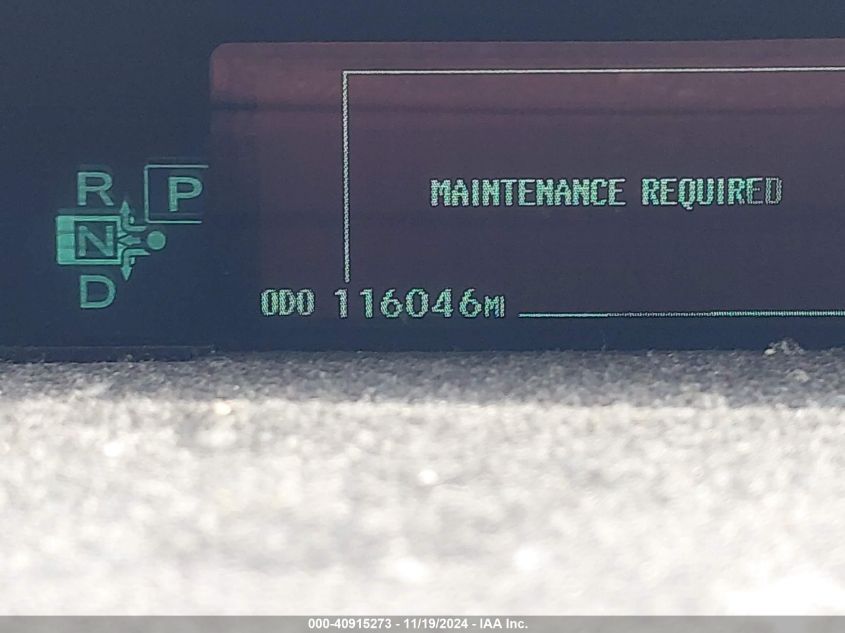 R P
MAINTENANCE REQUIRED
N
D
ODO 116046MI
000-40915273 - 11/19/2024 - IAA Inc.